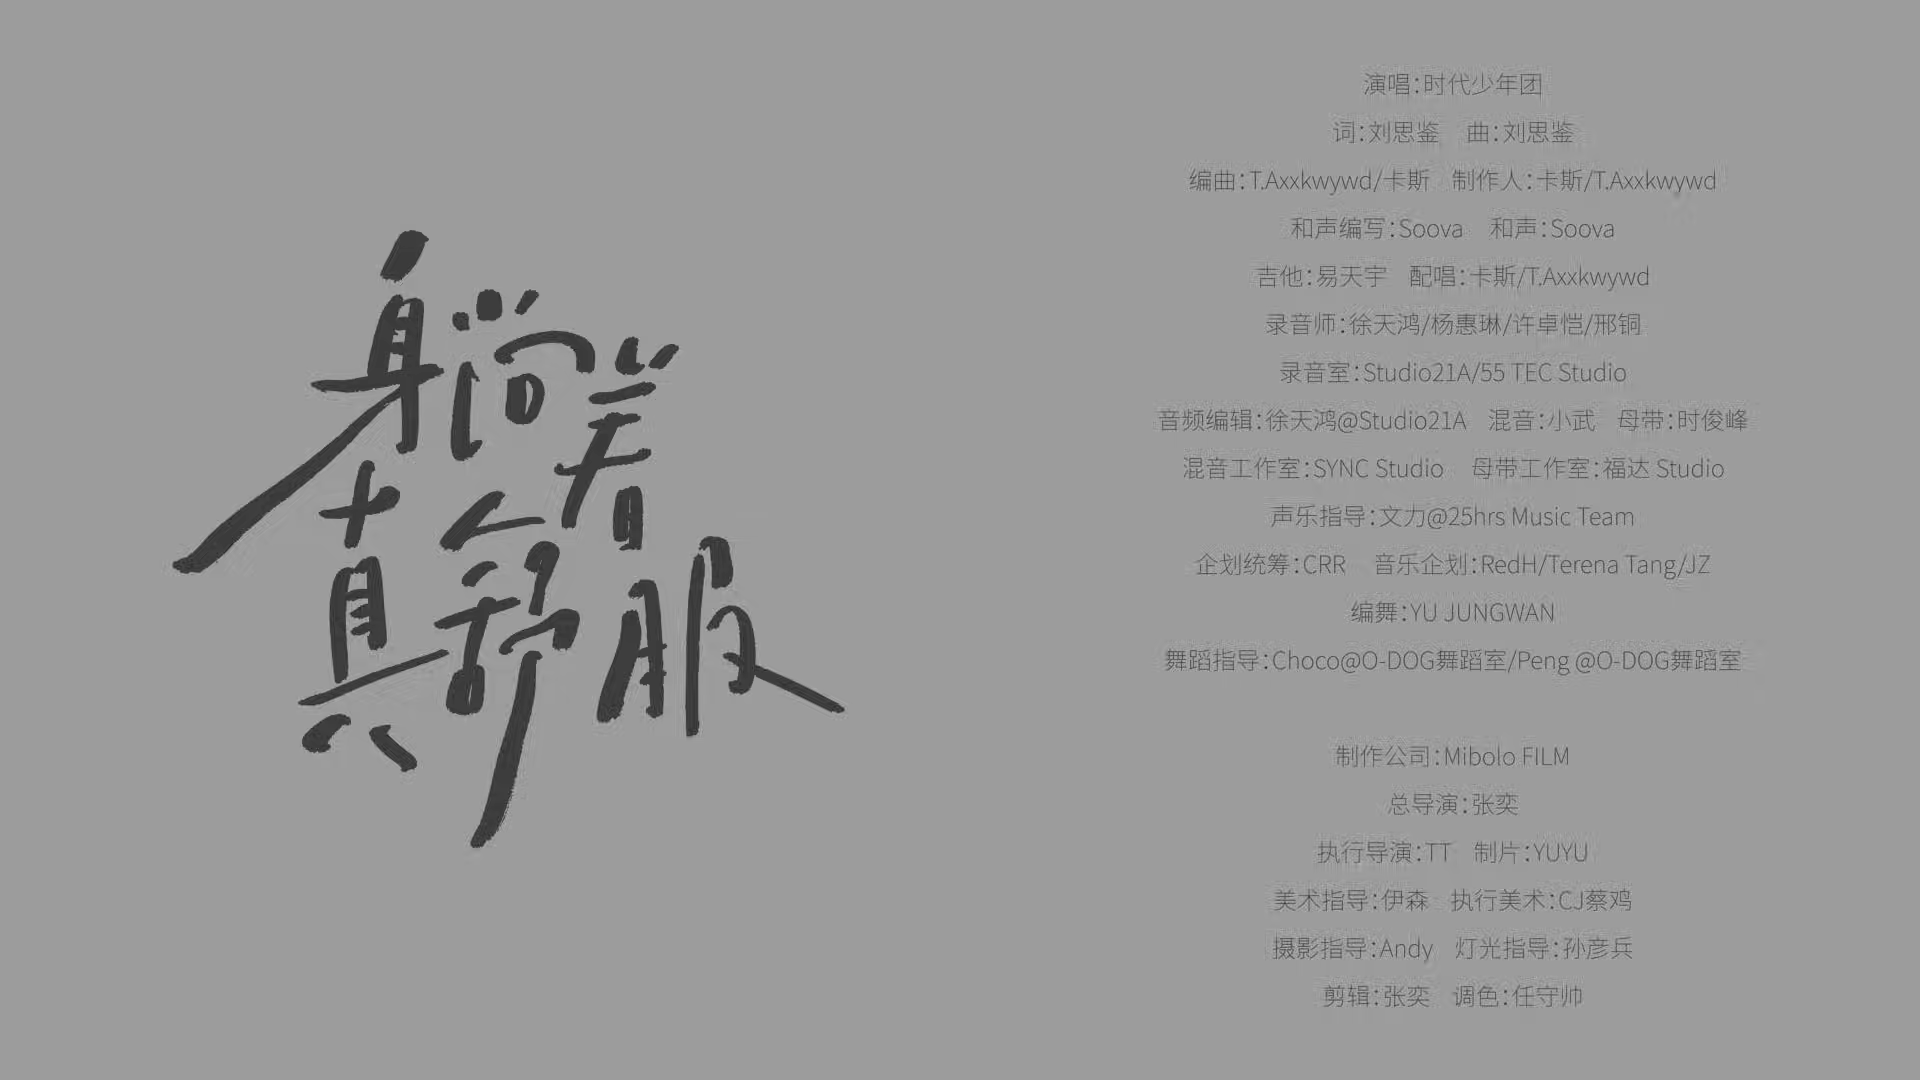 躺着
真舒服
演唱:时代少年团
词:刘思鉴 曲:刘思鉴
编曲:T.Axxkwywd/卡斯 制作人:卡斯/T.Axxkwywd
和声编写:Soova 和声:Soova
吉他:易天宇 配唱:卡斯/T.Axxkwywd
录音师:徐天鸿/杨惠琳/许卓恺/邢铜
录音室:Studio21A/55 TEC Studio
音频编辑:徐天鸿@Studio21A 混音:小武 母带:时俊峰
混音工作室:SYNC Studio 母带工作室:福达 Studio
声乐指导:文力@25hrs Music Team
企划统筹:CRR 音乐企划:RedH/Terena Tang/JZ
编舞:YU JUNGWAN
舞蹈指导:Choco@O-DOG舞蹈室/Peng @O-DOG舞蹈室
制作公司:Mibolo FILM
总导演:张奕
执行导演:TT 制片:YUYU
美术指导:伊森 执行美术:CJ蔡鸡
摄影指导:Andy 灯光指导:孙彦兵
剪辑:张奕 调色:任守帅